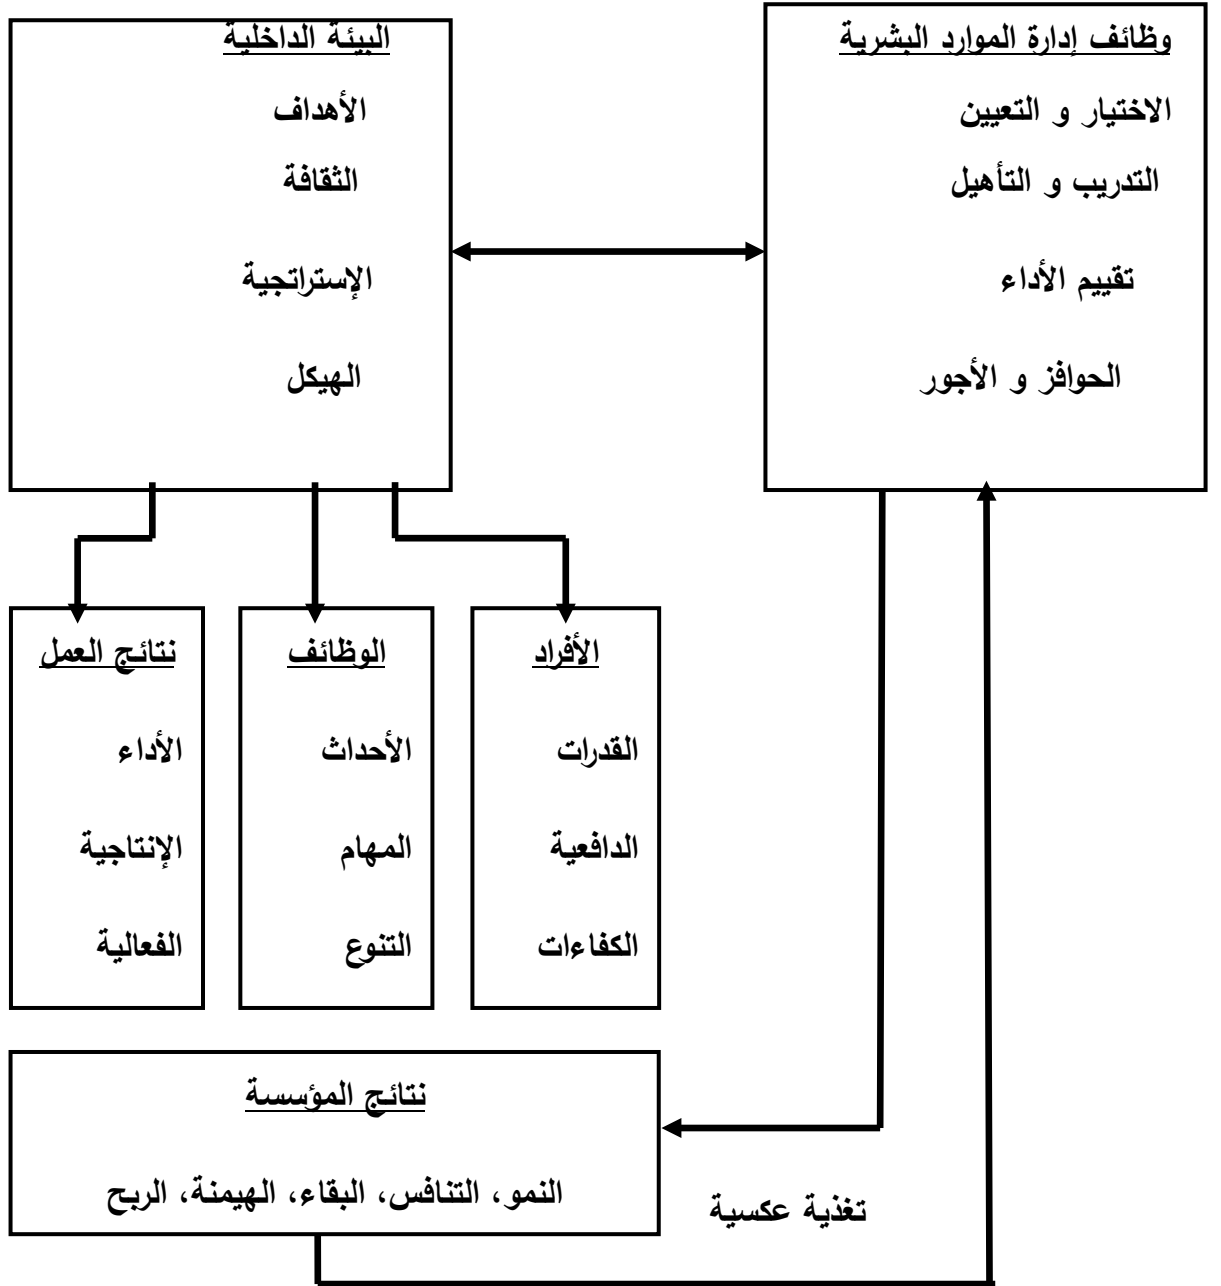 وظائف إدارة الموارد البشرية
الاختيار و التعيين
التدريب و التأهيل
تقييم الأداء
الحوافز و الأجور
البيئة الداخلية
الأهداف
الثقافة
الإستراتجية
الهيكل
الأفراد
القدرات
الدافعية
الكفاءات
الوظائف
الأحداث
المهام
التنوع
نتائج العمل
الأداء
الإنتاجية
الفعالية
نتائج المؤسسة
النمو، التنافس، البقاء، الهيمنة، الربح
تغذية عكسية